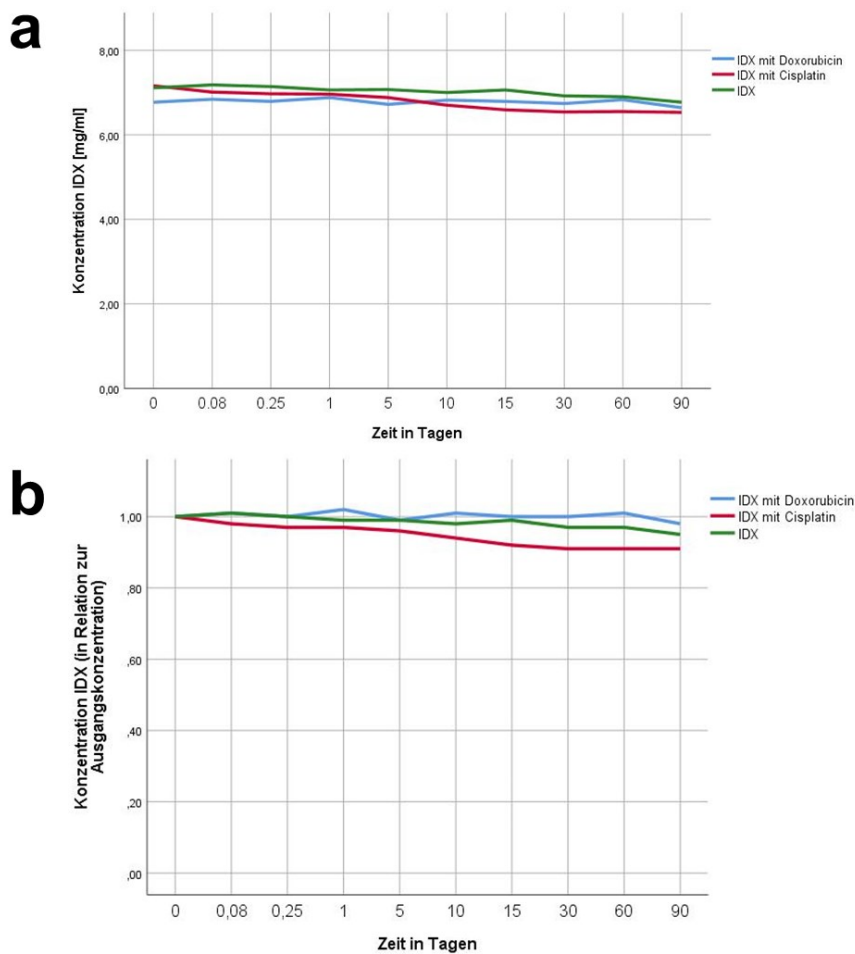 a
8,00
6,00
4,00
2,00
0,00
Konzentration IDX [mg/ml]
IDX mit Doxorubicin
IDX mit Cisplatin
IDX
0 0.08 0.25 1 5 10 15 30 60 90
Zeit in Tagen
b
1,00
,80
,60
,40
,20
,00
Konzentration IDX (in Relation zur
Ausgangskonzentration)
IDX mit Doxorubicin
IDX mit Cisplatin
IDX
0 0,08 0,25 1 5 10 15 30 60 90
Zeit in Tagen